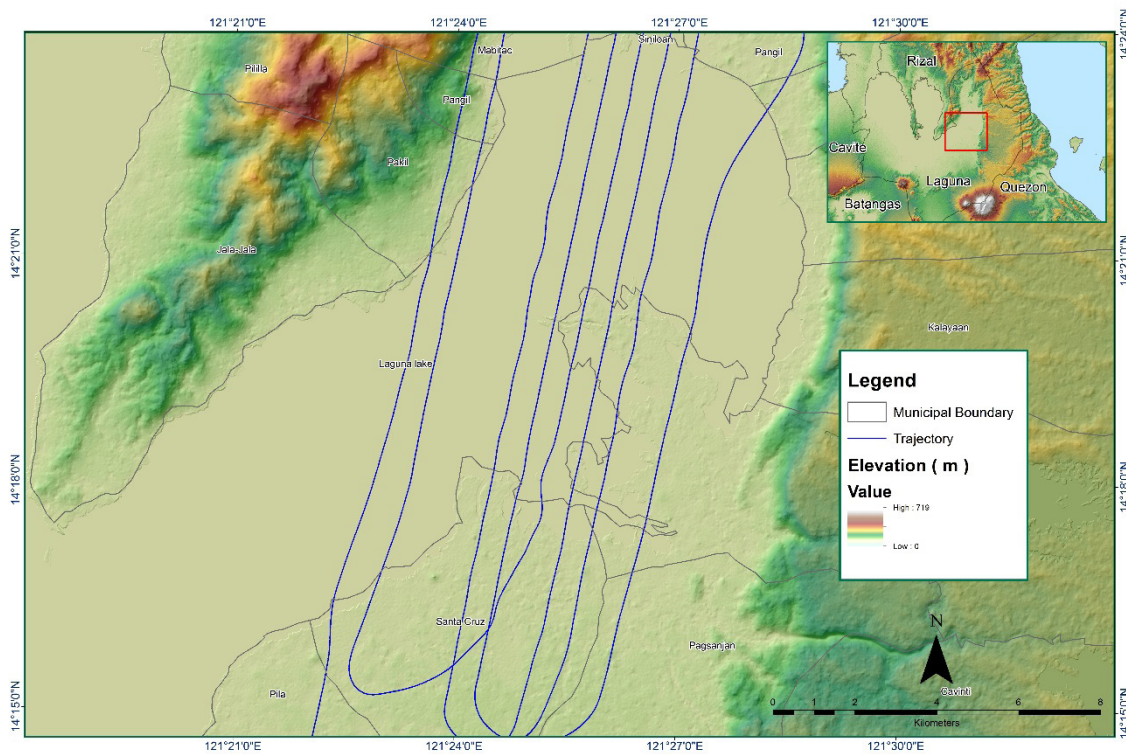 121°21'0"E
121°24'0"E
121°27'0"E
121°30'0"E
14°24'0"N
14°21'0"N
14°21'0"N
14°18'0"N
14°18'0"N
14°15'0"N
14°15'0"N
Mabitac
Siniloan
Pangil
Pililla
Pangil
Pakil
Jala-Jala
Laguna lake
Kalayaan
Santa Cruz
Pagsanjan
Pila
Cavinti
Rizal
Cavite
Laguna
Quezon
Batangas
Legend
Municipal Boundary
Trajectory
Elevation ( m )
Value
High : 719
Low : 0
N
0 2 4 6 8
Kilometers
121°21'0"E
121°24'0"E
121°27'0"E
121°30'0"E